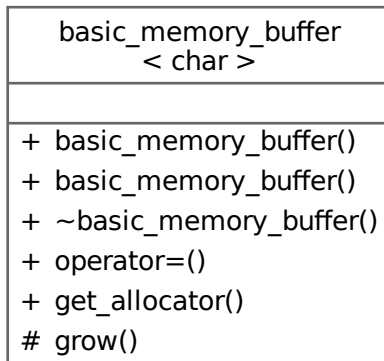 basic_memory_buffer
< char >
+ basic_memory_buffer()
+ basic_memory_buffer()
+ ~basic_memory_buffer()
+ operator=()
+ get_allocator()
# grow()